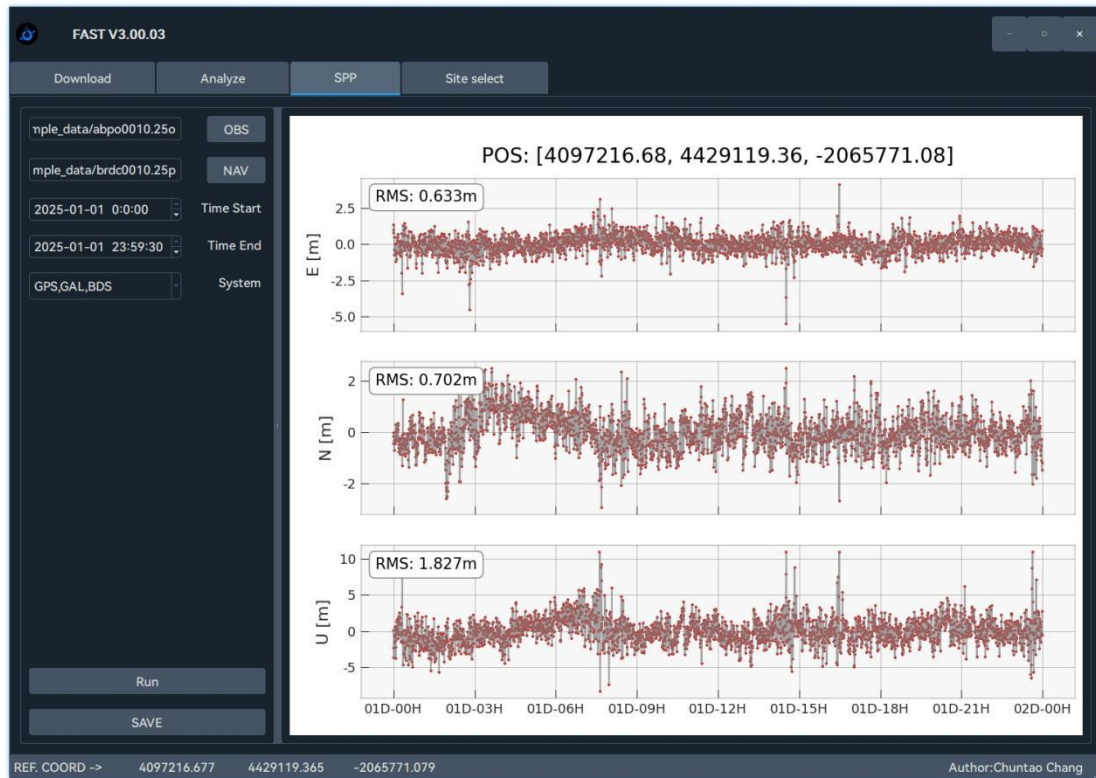 FAST V3.00.03
Download Analyze SPP Site select
nple_data/abpo0010.25o OBS
mple_data/brdc0010.25p NAV
2025-01-01 0:0:00 Time Start
2025-01-01 23:59:30 Time End
GPS,GAL,BDS System
POS: [4097216.68, 4429119.36, -2065771.08]
RMS: 0.633m
2.5
0.0
-2.5
-5.0
E [m]
RMS: 0.702m
2
0
-2
N [m]
RMS: 1.827m
10
5
0
-5
U [m]
01D-00H 01D-03H 01D-06H 01D-09H 01D-12H 01D-15H 01D-18H 01D-21H 02D-00H
Run
SAVE
REF. COORD -> 4097216.677 4429119.365 -2065771.079 Author:Chuntao Chang